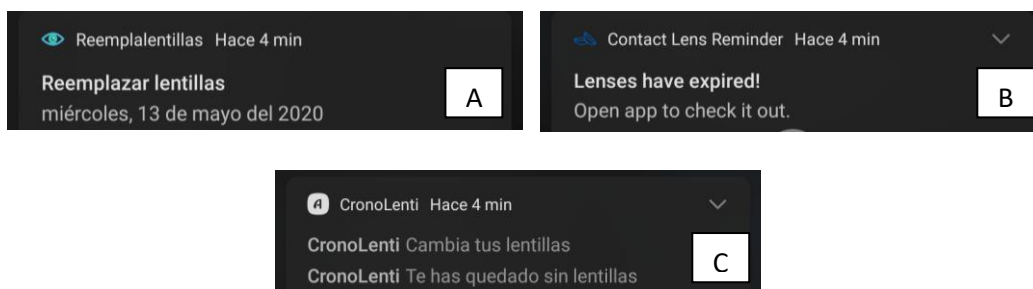 Reemplalentillas Hace 4 min
Reemplazar lentillas
miércoles, 13 de mayo del 2020
A
Contact Lens Reminder Hace 4 min
Lenses have expired!
Open app to check it out.
B
CronoLenti Hace 4 min
CronoLenti Cambia tus lentillas
CronoLenti Te has quedado sin lentillas
C